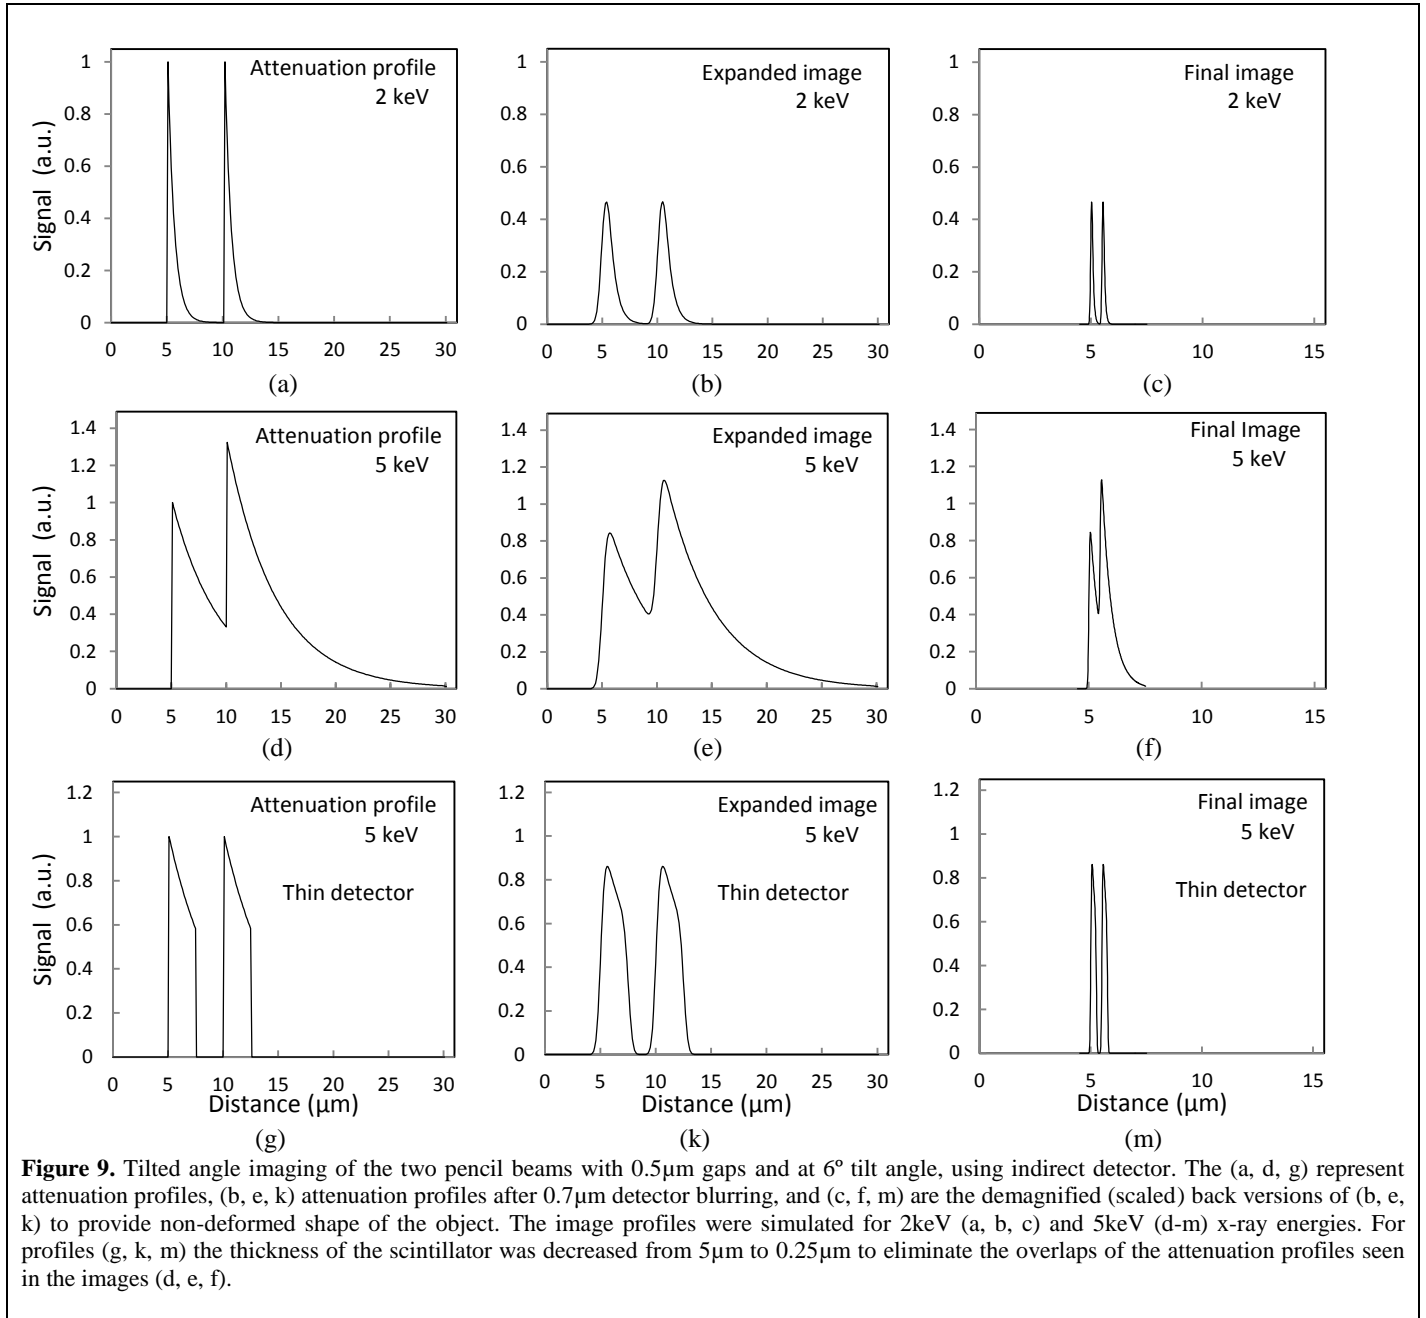 Attenuation profile
2 keV
Signal (a.u.)
1
0.8
0.6
0.4
0.2
0
0 5 10 15 20 25 30
(a)
Expanded image
2 keV
1
0.8
0.6
0.4
0.2
0
0 5 10 15 20 25 30
(b)
Final image
2 keV
1
0.8
0.6
0.4
0.2
0
0 5 10 15
(c)
Attenuation profile
5 keV
Signal (a.u.)
1.4
1.2
1
0.8
0.6
0.4
0.2
0
0 5 10 15 20 25 30
(d)
Expanded image
5 keV
1.4
1.2
1
0.8
0.6
0.4
0.2
0
0 5 10 15 20 25 30
(e)
Final Image
5 keV
1.4
1.2
1
0.8
0.6
0.4
0.2
0
0 5 10 15
(f)
Attenuation profile
5 keV
Thin detector
Signal (a.u.)
1.2
1
0.8
0.6
0.4
0.2
0
0 5 10 15 20 25 30
Distance (μm)
(g)
Expanded image
5 keV
Thin detector
1.2
1
0.8
0.6
0.4
0.2
0
0 5 10 15 20 25 30
Distance (μm)
(k)
Final image
5 keV
Thin detector
1.2
1
0.8
0.6
0.4
0.2
0
0 5 10 15
Distance (μm)
(m)
Figure 9. Tilted angle imaging of the two pencil beams with 0.5μm gaps and at 6º tilt angle, using indirect detector. The (a, d, g) represent
attenuation profiles, (b, e, k) attenuation profiles after 0.7μm detector blurring, and (c, f, m) are the demagnified (scaled) back versions of (b, e,
k) to provide non-deformed shape of the object. The image profiles were simulated for 2keV (a, b, c) and 5keV (d-m) x-ray energies. For
profiles (g, k, m) the thickness of the scintillator was decreased from 5μm to 0.25μm to eliminate the overlaps of the attenuation profiles seen
in the images (d, e, f).